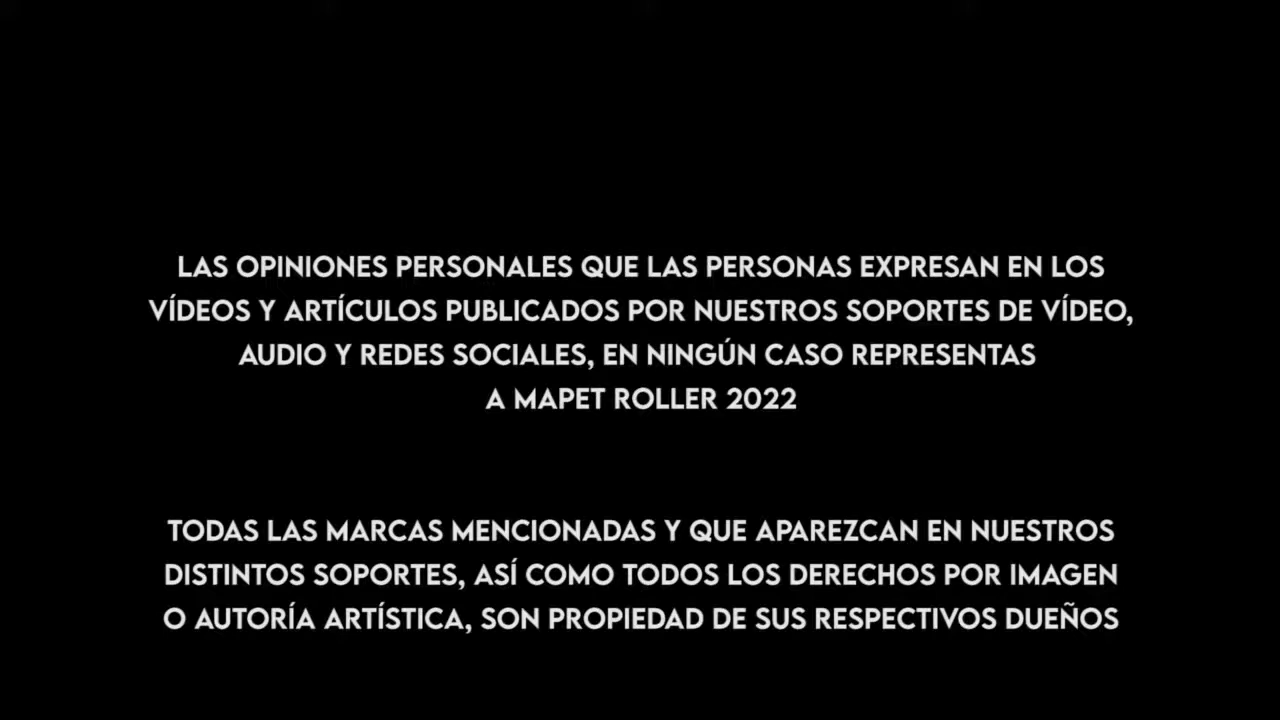 LAS OPINIONES PERSONALES QUE LAS PERSONAS EXPRESAN EN LOS
VÍDEOS Y ARTÍCULOS PUBLICADOS POR NUESTROS SOPORTES DE VÍDEO,
AUDIO Y REDES SOCIALES, EN NINGÚN CASO REPRESENTAS
A MAPET ROLLER 2022
TODAS LAS MARCAS MENCIONADAS Y QUE APAREZCAN EN NUESTROS
DISTINTOS SOPORTES, ASÍ COMO TODOS LOS DERECHOS POR IMAGEN
O AUTORÍA ARTÍSTICA, SON PROPIEDAD DE SUS RESPECTIVOS DUEÑOS